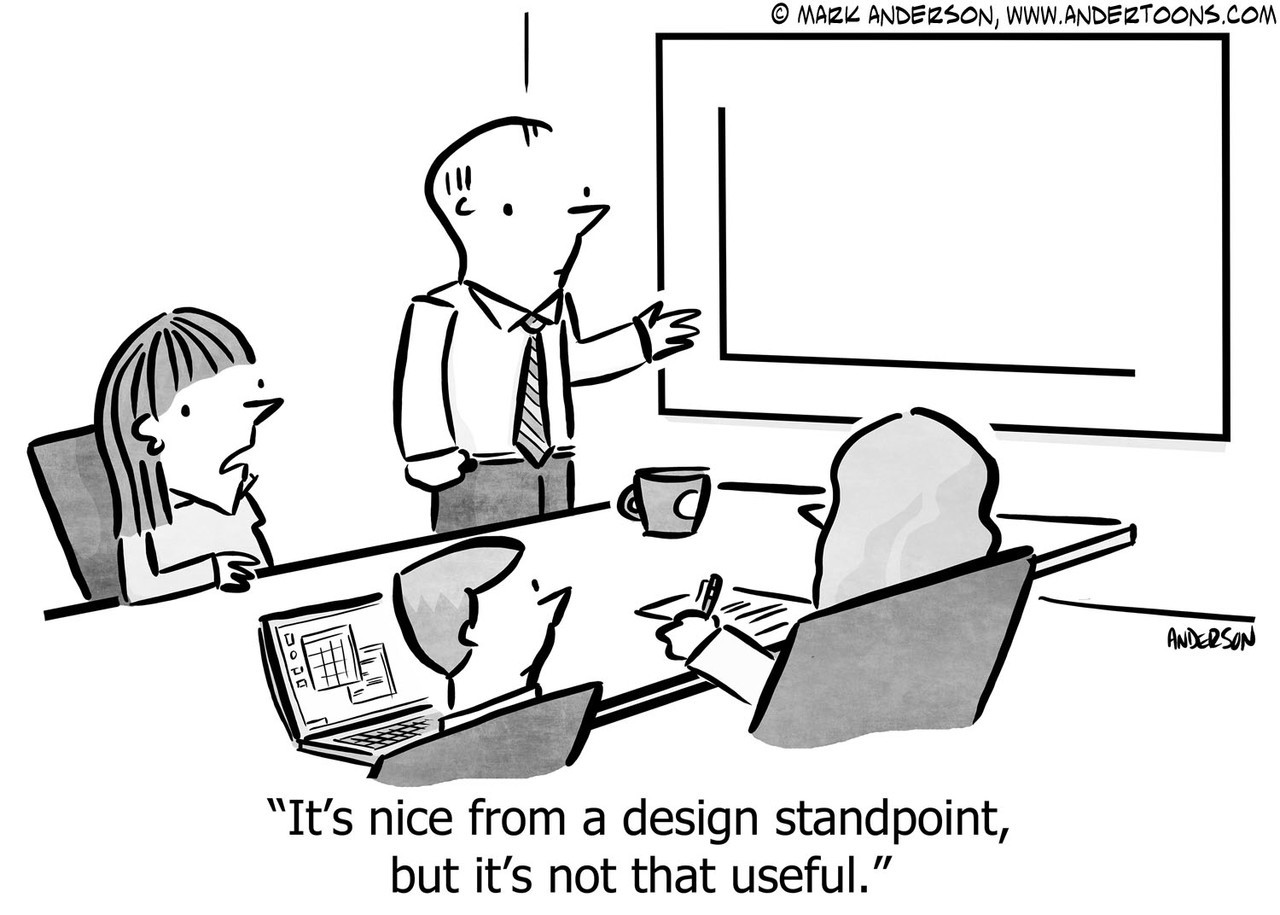 © MARK ANDERSON, WWW.ANDERTOONS.COM
ANDERSON
“It’s nice from a design standpoint,
but it’s not that useful.”